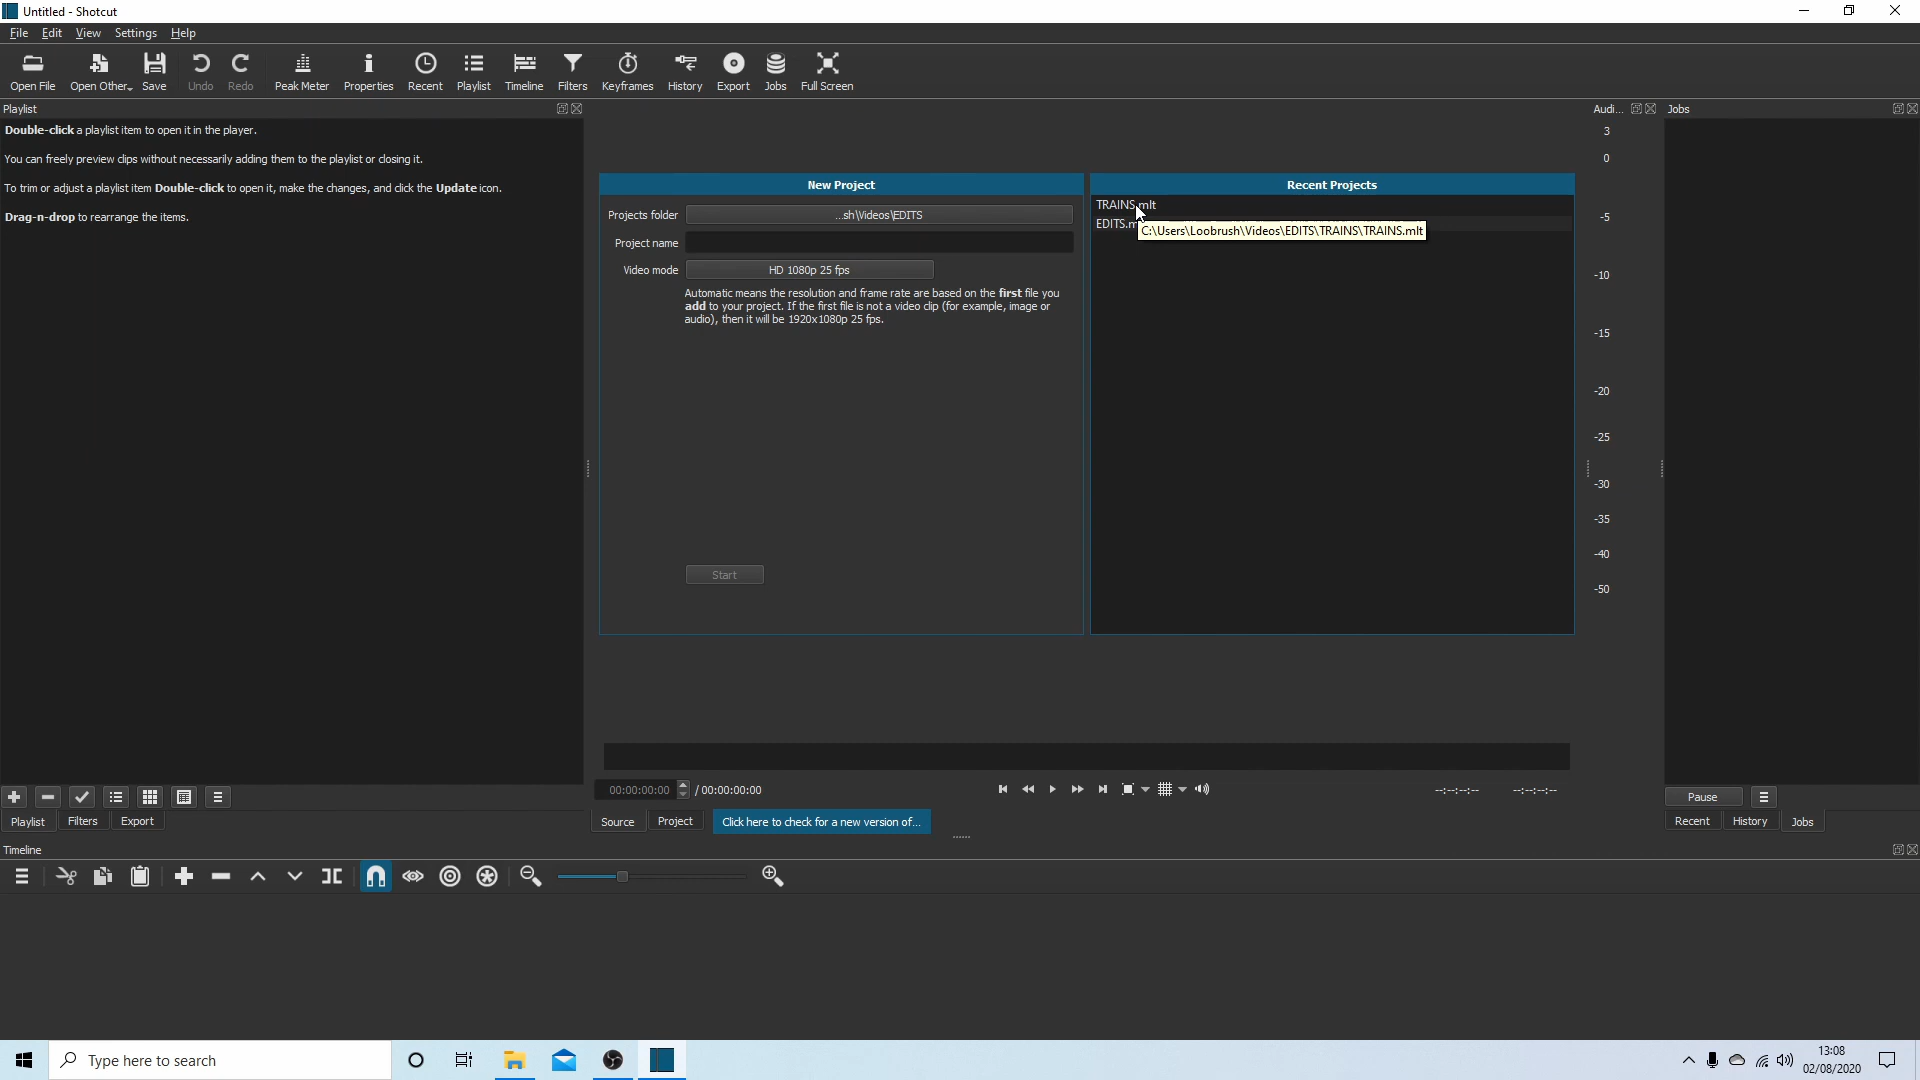 Untitled - Shotcut
File Edit View Settings Help
Open File Open Other... Save Undo Redo Peak Meter Properties Recent Playlist Timeline Filters Keyframes History Export Jobs Full Screen
Playlist
Double-click a playlist item to open it in the player.
You can freely preview clips without necessarily adding them to the playlist or closing it.
To trim or adjust a playlist item Double-click to open it, make the changes, and click the Update icon.
Drag-n-drop to rearrange the items.
Playlist Filters Export
New Project
Projects folder ...sh\Videos\EDITS
Project name
Video mode HD 1080p 25 fps
Automatic means the resolution and frame rate are based on the first file you
add to your project. If the first file is not a video clip (for example, image or
audio), then it will be 1920x1080p 25 fps.
Start
Recent Projects
TRAINS.mlt
EDITS.m
C:\Users\Loobrush\Videos\EDITS\TRAINS\TRAINS.mlt
00:00:00:00 / 00:00:00:00 --:--:--:-- --:--:--:--
Source Project Click here to check for a new version of...
Audi...
3
0
-5
-10
-15
-20
-25
-30
-35
-40
-50
Jobs
Pause
Recent History Jobs
Timeline
Type here to search
13:08
02/08/2020